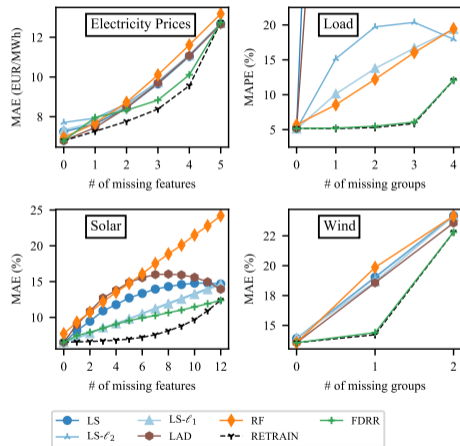 Electricity Prices
MAE (EUR/MWh)
12
10
8
0 1 2 3 4 5
# of missing features
Load
MAPE (%)
20
15
10
5
0 1 2 3 4
# of missing groups
Solar
MAE (%)
25
20
15
10
0 2 4 6 8 10 12
# of missing features
Wind
MAE (%)
22
20
18
15
0 1 2
# of missing groups
LS LS-ℓ₁ RF FDRR
LS-ℓ₂ LAD RETRAIN